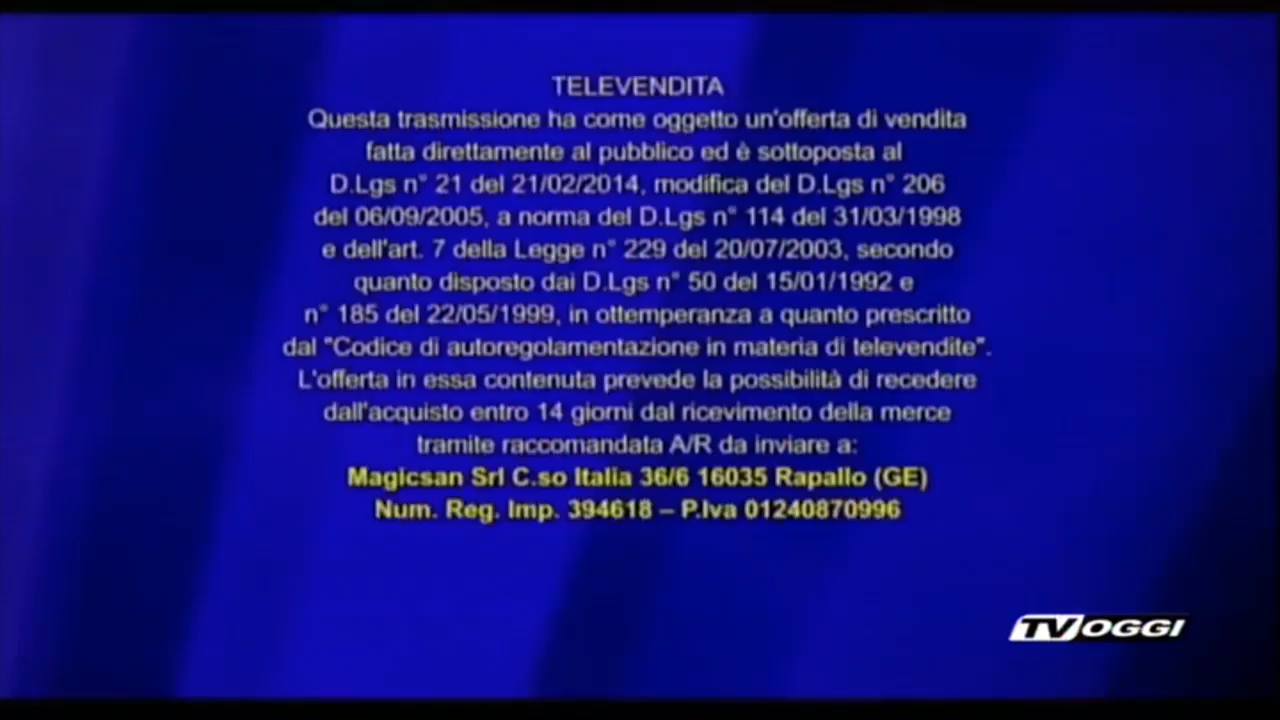 TELEVENDITA
Questa trasmissione ha come oggetto un'offerta di vendita
fatta direttamente al pubblico ed è sottoposta al
D.Lgs n° 21 del 21/02/2014, modifica del D.Lgs n° 206
del 06/09/2005, a norma del D.Lgs n° 114 del 31/03/1998
e dell'art. 7 della Legge n° 229 del 20/07/2003, secondo
quanto disposto dai D.Lgs n° 50 del 15/01/1992 e
n° 185 del 22/05/1999, in ottemperanza a quanto prescritto
dal "Codice di autoregolamentazione in materia di televendite".
L'offerta in essa contenuta prevede la possibilità di recedere
dall'acquisto entro 14 giorni dal ricevimento della merce
tramite raccomandata A/R da inviare a:
Magicsan Srl C.so Italia 36/6 16035 Rapallo (GE)
Num. Reg. Imp. 394618 – P.Iva 01240870996
TV OGGI